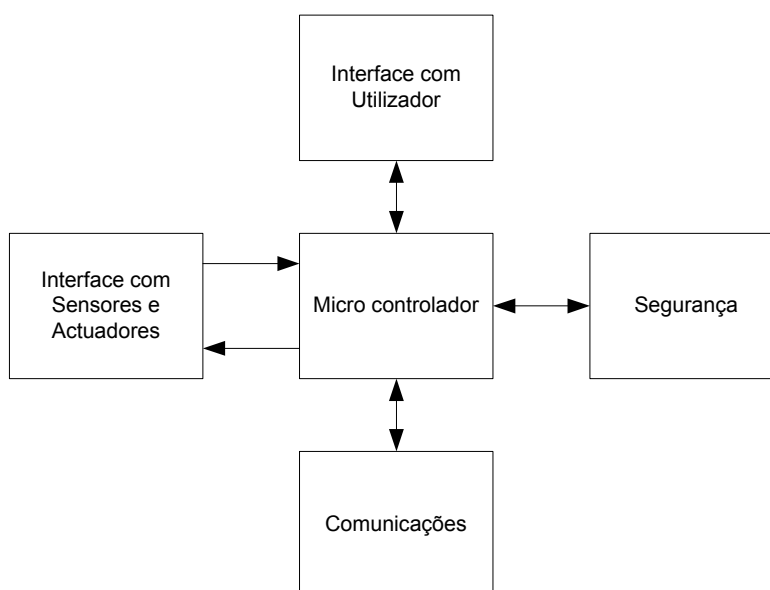 Interface com
Utilizador
Interface com
Sensores e
Actuadores
Micro controlador
Segurança
Comunicações